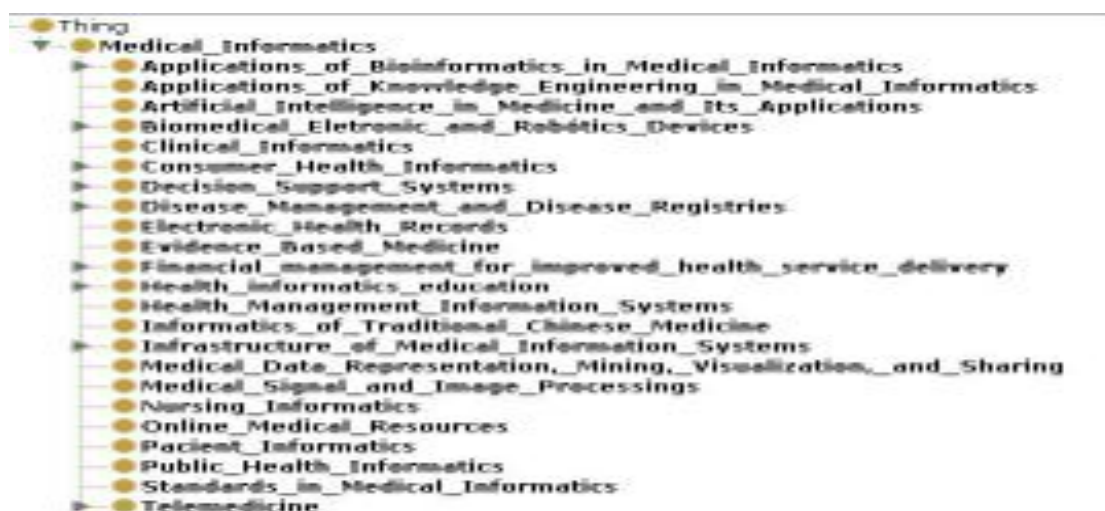 Thing
Medical_Informatics
Applications_of_Bioinformatics_in_Medical_Informatics
Applications_of_Knowledge_Engineering_in_Medical_Informatics
Artificial_Intelligence_in_Medicine_and_Its_Applications
Biomedical_Eletronic_and_Robótics_Devices
Clinical_Informatics
Consumer_Health_Informatics
Decision_Support_Systems
Disease_Management_and_Disease_Registries
Electronic_Health_Records
Evidence_Based_Medicine
Financial_management_for_improved_health_service_delivery
Health_informatics_education
Health_Management_Information_Systems
Informatics_of_Traditional_Chinese_Medicine
Infrastructure_of_Medical_Information_Systems
Medical_Data_Representation,_Mining,_Visualization,_and_Sharing
Medical_Signal_and_Image_Processings
Nursing_Informatics
Online_Medical_Resources
Pacient_Informatics
Public_Health_Informatics
Standards_in_Medical_Informatics
Telemedicine